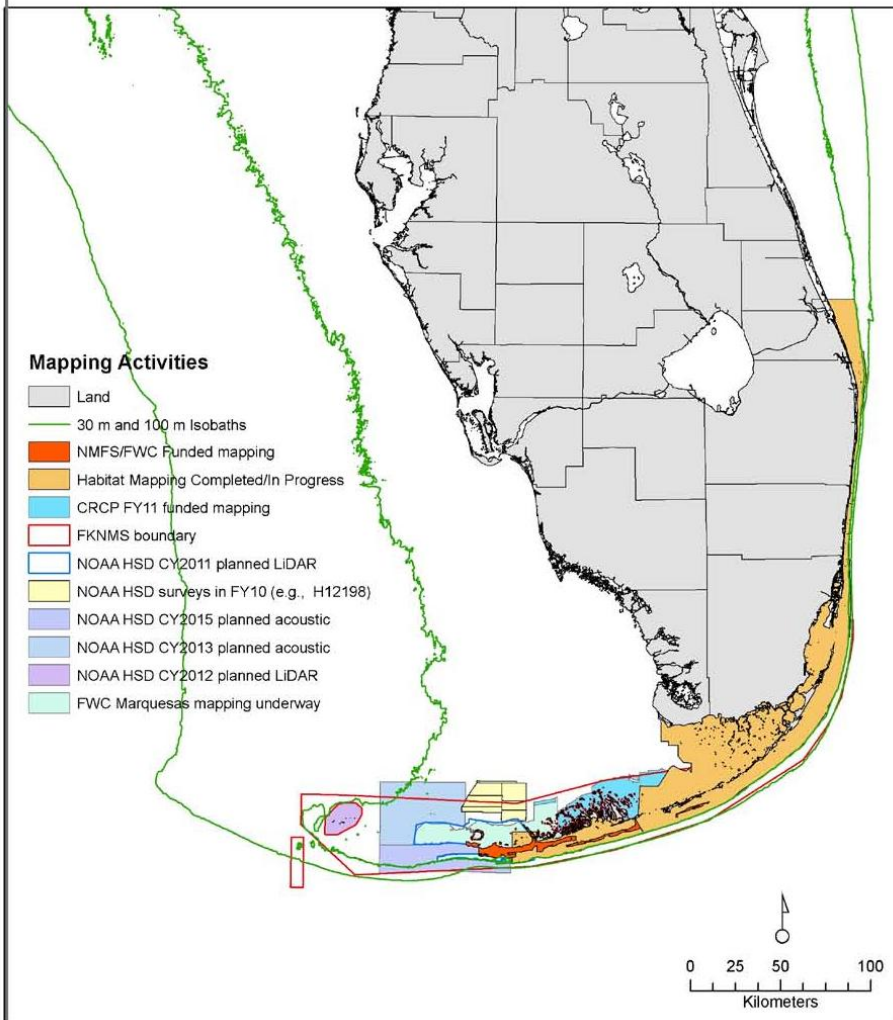 Mapping Activities
Land
30 m and 100 m Isobaths
NMFS/FWC Funded mapping
Habitat Mapping Completed/In Progress
CRCP FY11 funded mapping
FKNMS boundary
NOAA HSD CY2011 planned LiDAR
NOAA HSD surveys in FY10 (e.g., H12198)
NOAA HSD CY2015 planned acoustic
NOAA HSD CY2013 planned acoustic
NOAA HSD CY2012 planned LiDAR
FWC Marquesas mapping underway
0 25 50 100
Kilometers